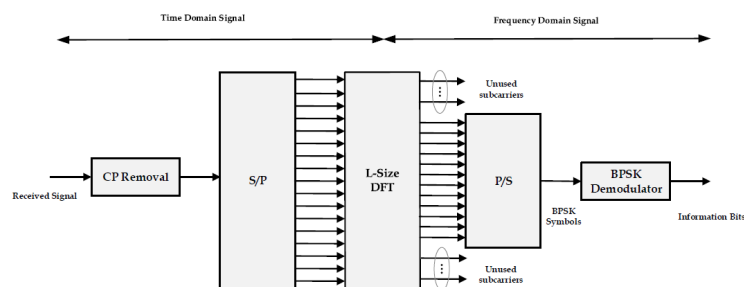 Time Domain Signal
Frequency Domain Signal
Unused
subcarriers
CP Removal
S/P
L-Size
DFT
P/S
BPSK
Demodulator
Received Signal
BPSK
Symbols
Information Bits
Unused
subcarriers